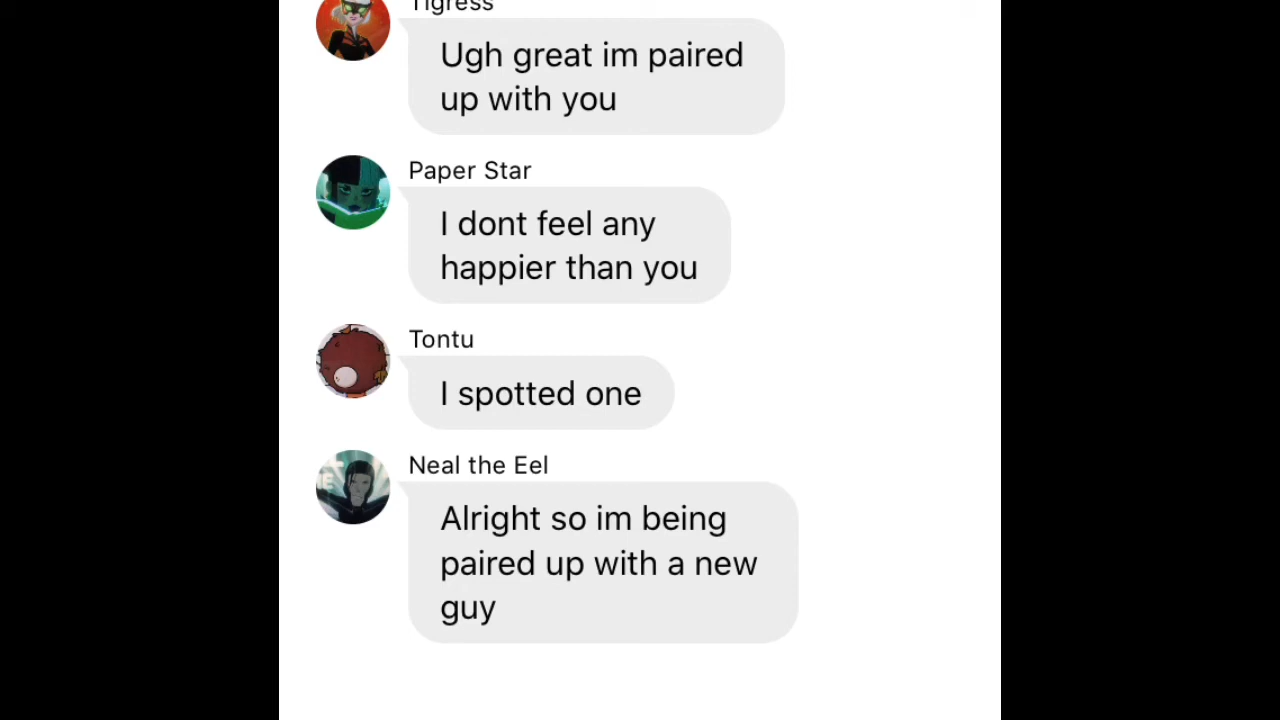 Tigress
Ugh great im paired
up with you
Paper Star
I dont feel any
happier than you
Tontu
I spotted one
Neal the Eel
Alright so im being
paired up with a new
guy